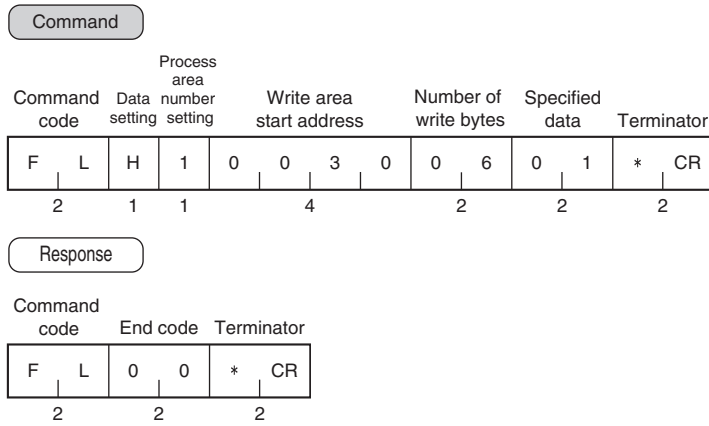 Command
Process
area
Command Data number Write area Number of Specified
code setting setting start address write bytes data Terminator
F L H 1 0 0 3 0 0 6 0 1 * CR
2 1 1 4 2 2 2
Response
Command
code End code Terminator
F L 0 0 * CR
2 2 2